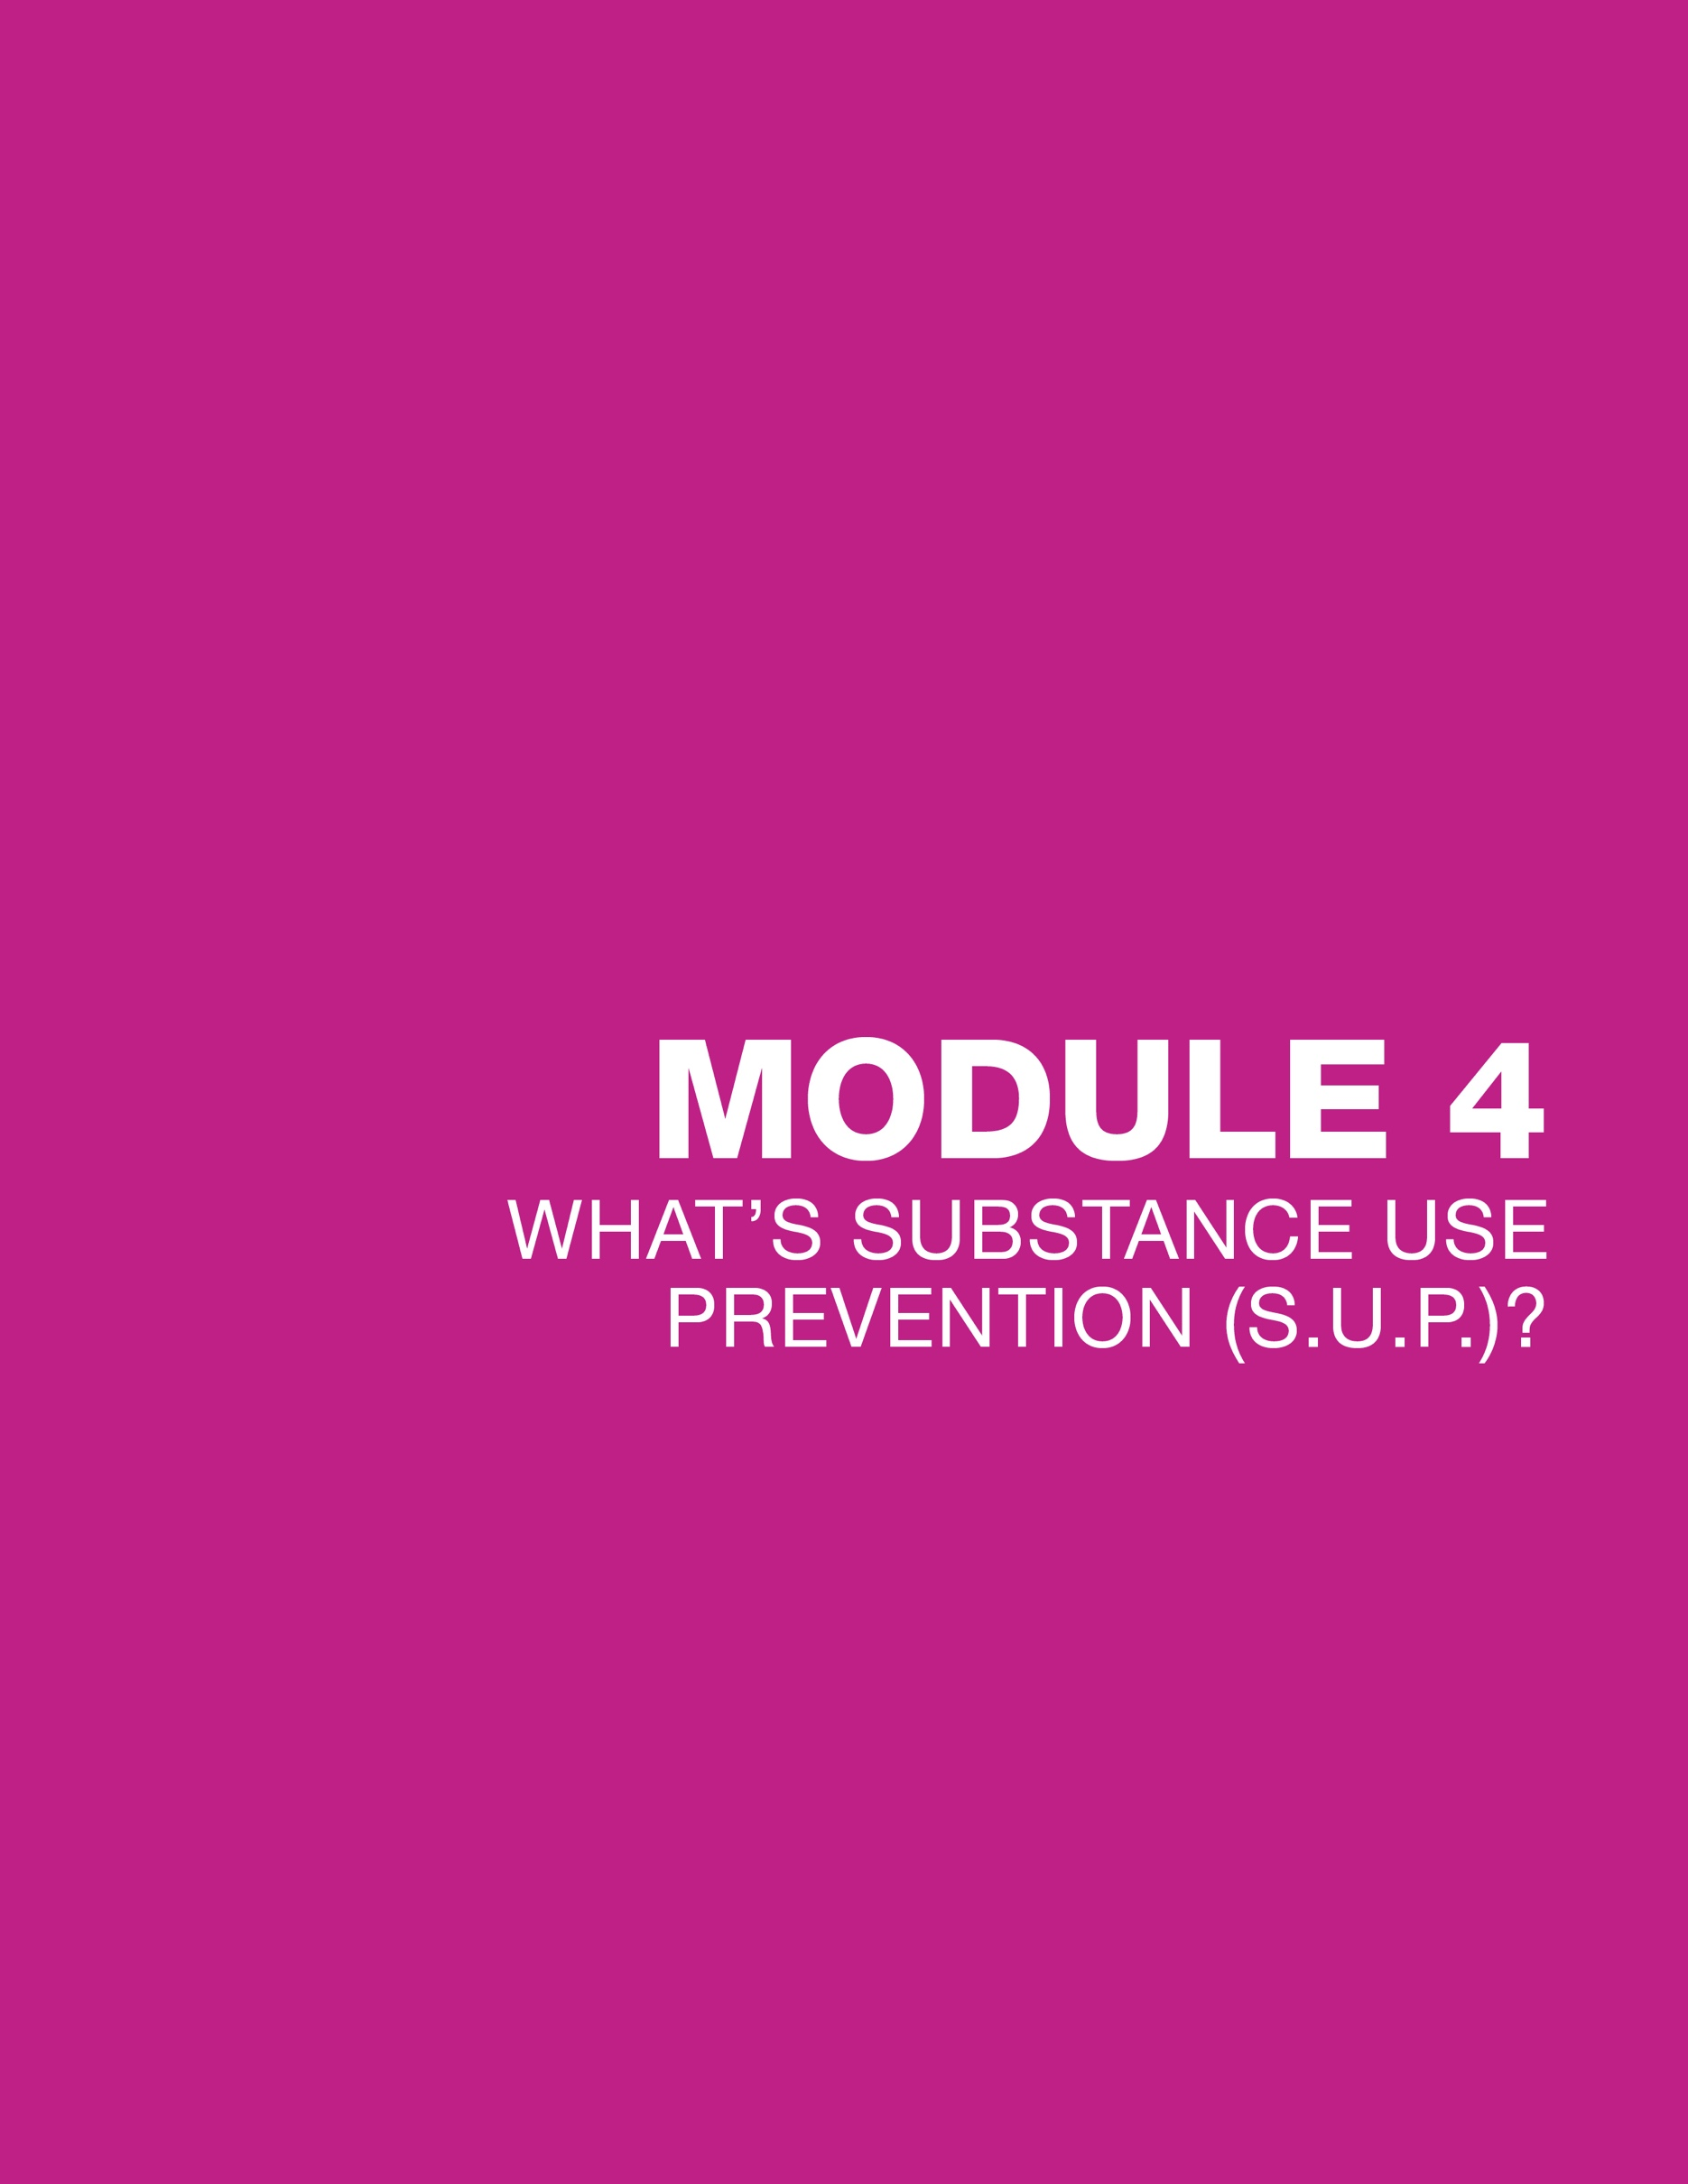 MODULE 4
WHAT’S SUBSTANCE USE
PREVENTION (S.U.P.)?